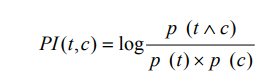 PI(t,c) = log p (t ∧ c) / p (t) × p (c)